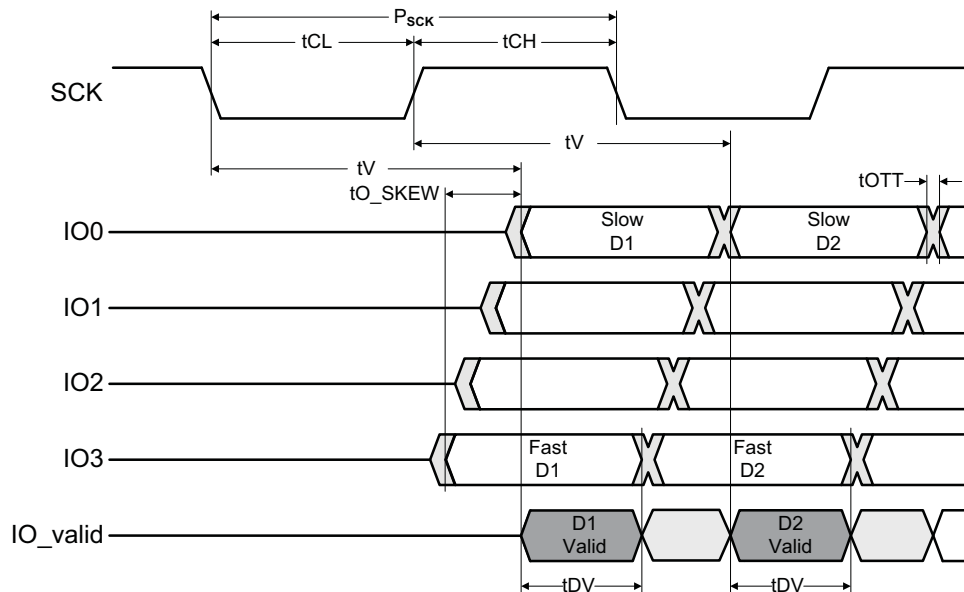 PSCK
tCL tCH
SCK
tV
tV
tO_SKEW
tOTT
IO0
Slow
D1
Slow
D2
IO1
IO2
IO3
Fast
D1
Fast
D2
IO_valid
D1
Valid
D2
Valid
tDV tDV